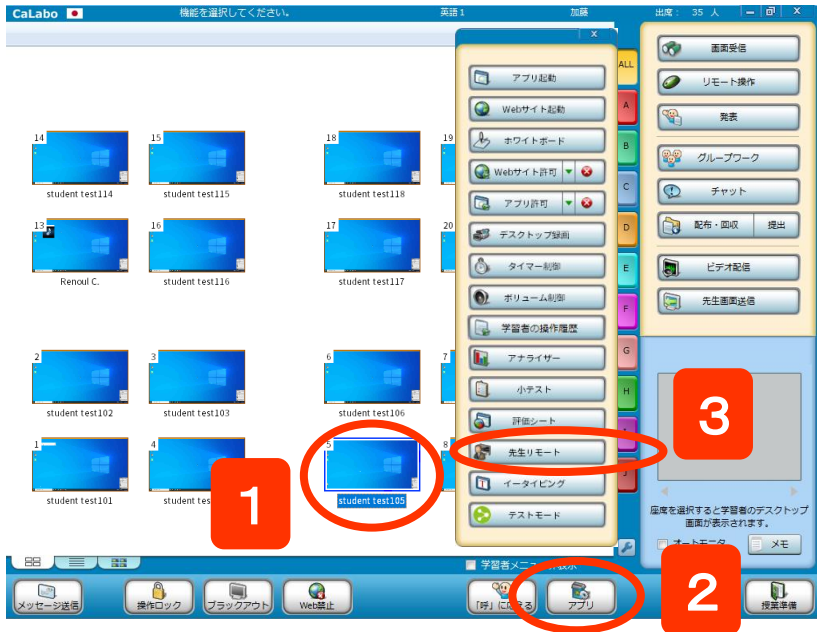 CaLabo
機能を選択してください。
英語1
加藤
出席: 35 人
X
X
14
student test114
15
student test115
18
student test118
19
13
Renoul C.
16
student test116
17
student test117
20
2
student test102
3
student test103
6
student test106
7
1
student test101
4
student tes
5
student test105
8
アプリ起動
Webサイト起動
ホワイトボード
Webサイト許可
アプリ許可
デスクトップ録画
タイマー制御
ボリューム制御
学習者の操作履歴
アナライザー
小テスト
評価シート
先生リモート
イータイピング
テストモード
ALL
A
B
C
D
E
F
G
H
J
画面受信
リモート操作
発表
グループワーク
チャット
配布・回収
提出
ビデオ配信
先生画面送信
1
2
3
座席を選択すると学習者のデスクトップ
画面が表示されます。
オートモニタ
メモ
学習者メニュー
表示
メッセージ送信
操作ロック
ブラックアウト
Web禁止
「呼」に応える
アプリ
授業準備